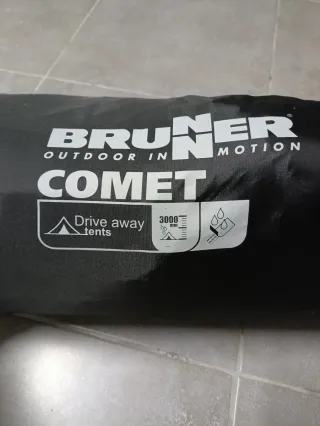 BRUNNER
OUTDOOR IN MOTION
COMET
Drive away
tents
3000
mm